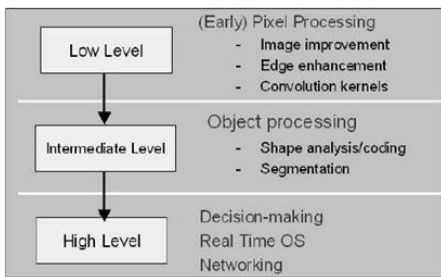 (Early) Pixel Processing
Low Level
- Image improvement
- Edge enhancement
- Convolution kernels
Object processing
Intermediate Level
- Shape analysis/coding
- Segmentation
Decision-making
High Level
Real Time OS
Networking